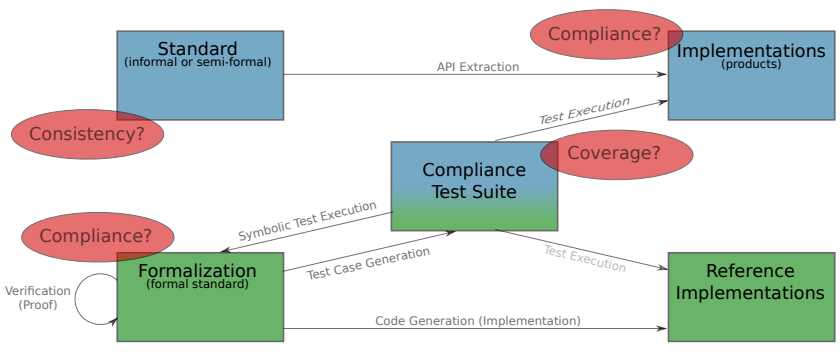 Compliance?
Standard
(informal or semi-formal)
Implementations
(products)
API Extraction
Test Execution
Consistency?
Coverage?
Compliance
Test Suite
Symbolic Test Execution
Compliance?
Test Case Generation
Test Execution
Formalization
(formal standard)
Reference
Implementations
Verification
(Proof)
Code Generation (Implementation)